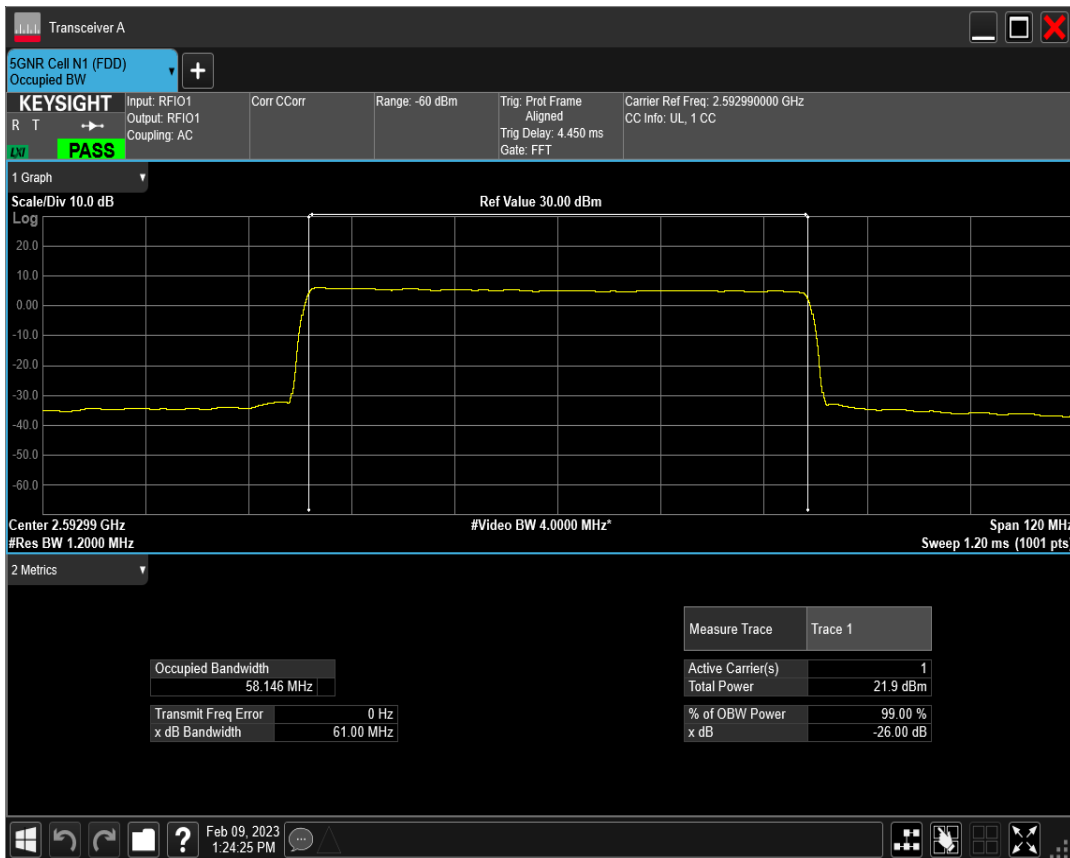 Transceiver A
5GNR Cell N1 (FDD)
Occupied BW
+
KEYSIGHT
R T
LXI
PASS
Input: RFIO1
Output: RFIO1
Coupling: AC
Corr CCorr
Range: -60 dBm
Trig: Prot Frame
Aligned
Trig Delay: 4.450 ms
Gate: FFT
Carrier Ref Freq: 2.592990000 GHz
CC Info: UL, 1 CC
1 Graph
Scale/Div 10.0 dB
Ref Value 30.00 dBm
Log
20.0
10.0
0.00
-10.0
-20.0
-30.0
-40.0
-50.0
-60.0
Center 2.59299 GHz
#Video BW 4.0000 MHz*
Span 120 MHz
#Res BW 1.2000 MHz
Sweep 1.20 ms (1001 pts)
2 Metrics
Measure Trace Trace 1
Occupied Bandwidth
58.146 MHz
Active Carrier(s) 1
Total Power 21.9 dBm
Transmit Freq Error 0 Hz
x dB Bandwidth 61.00 MHz
% of OBW Power 99.00 %
x dB -26.00 dB
?
Feb 09, 2023
1:24:25 PM